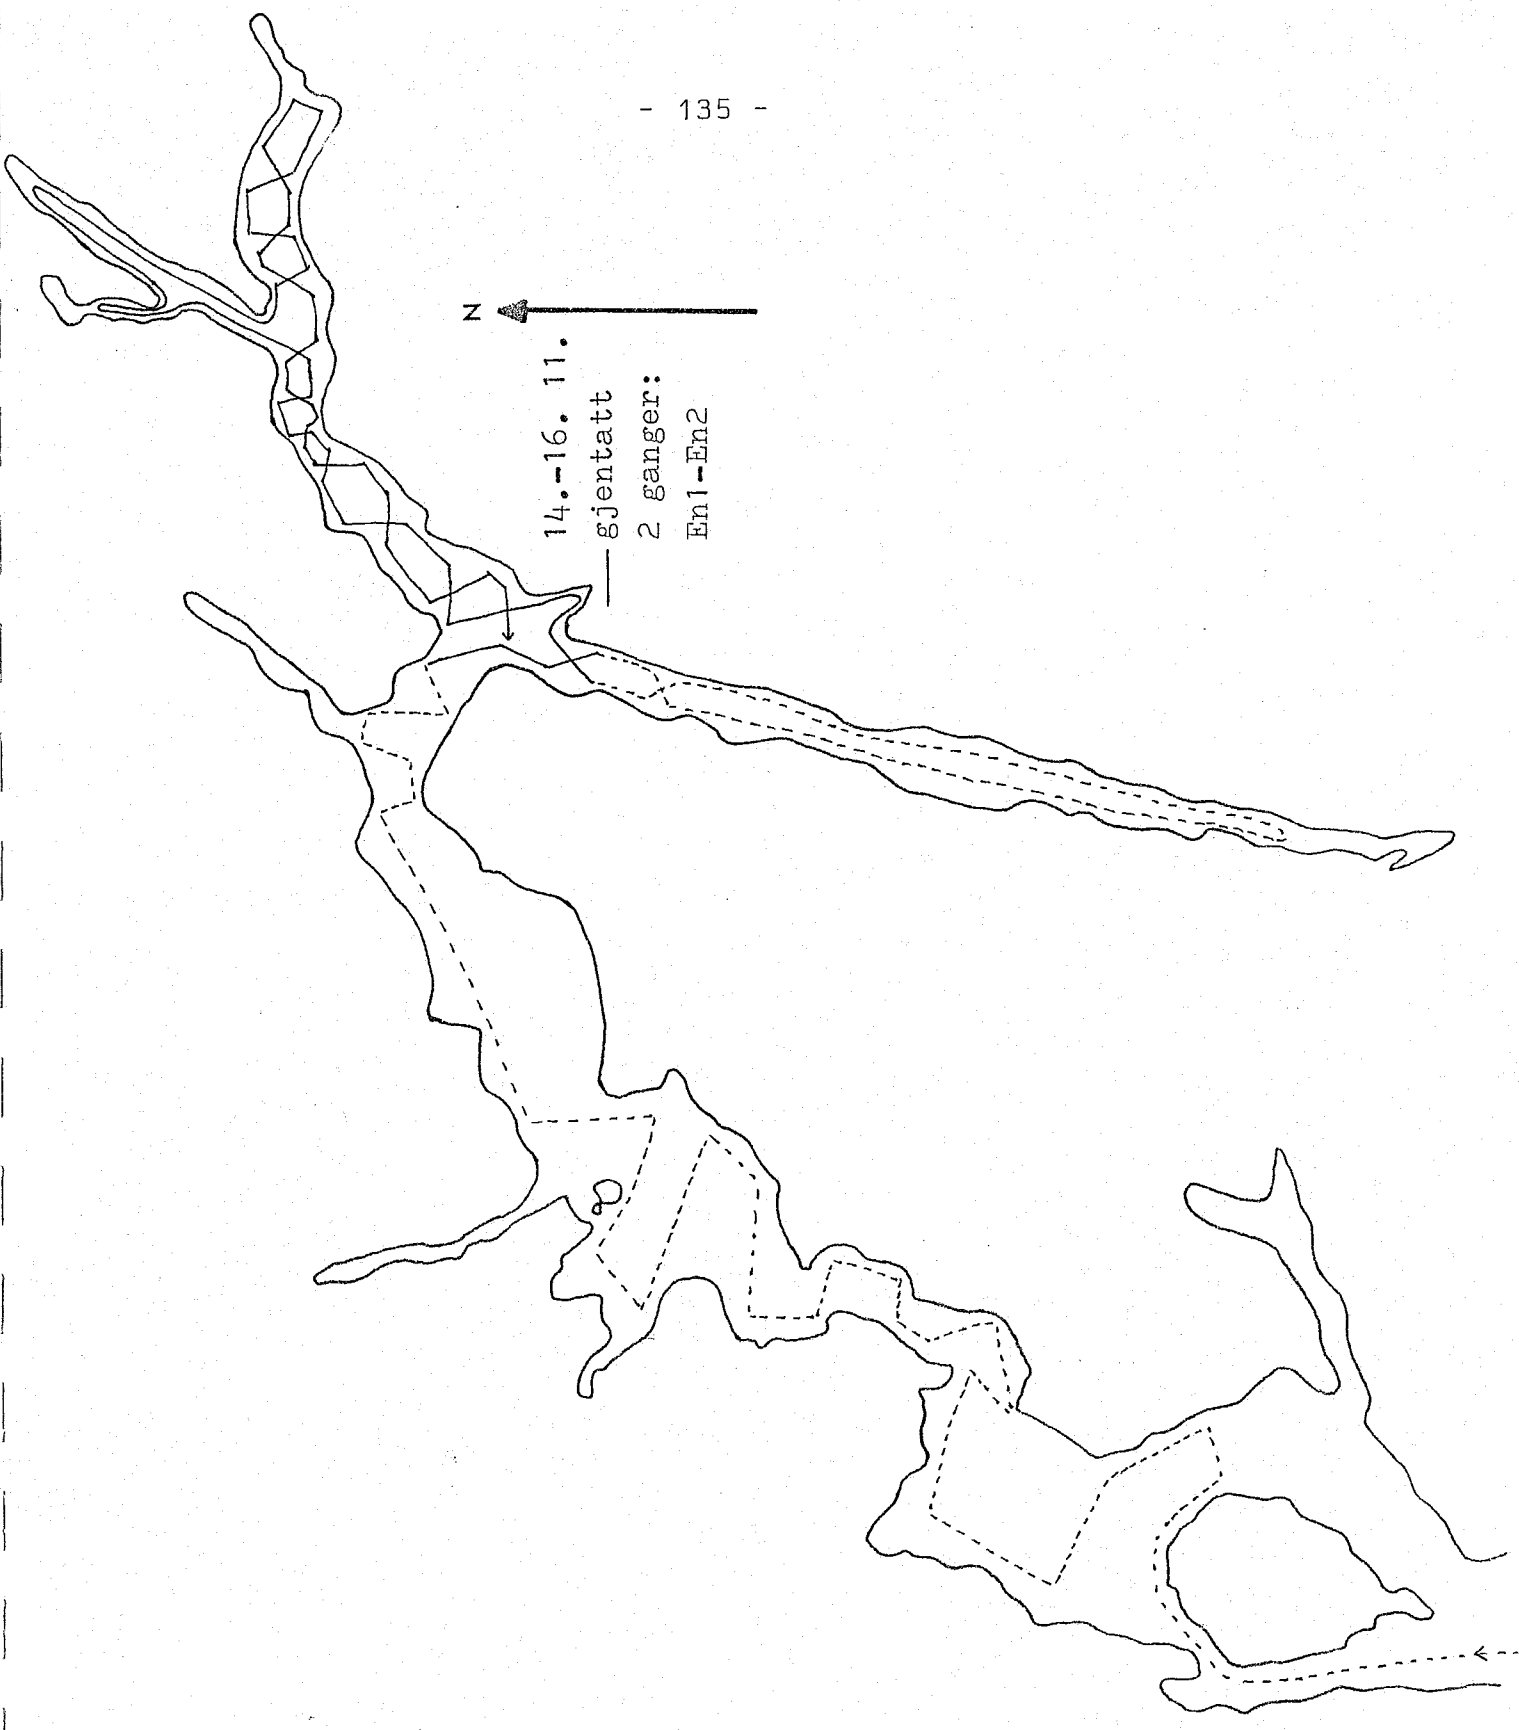 - 135 -
N
14.-16. 11.
— gjentatt
2 ganger:
En1-En2